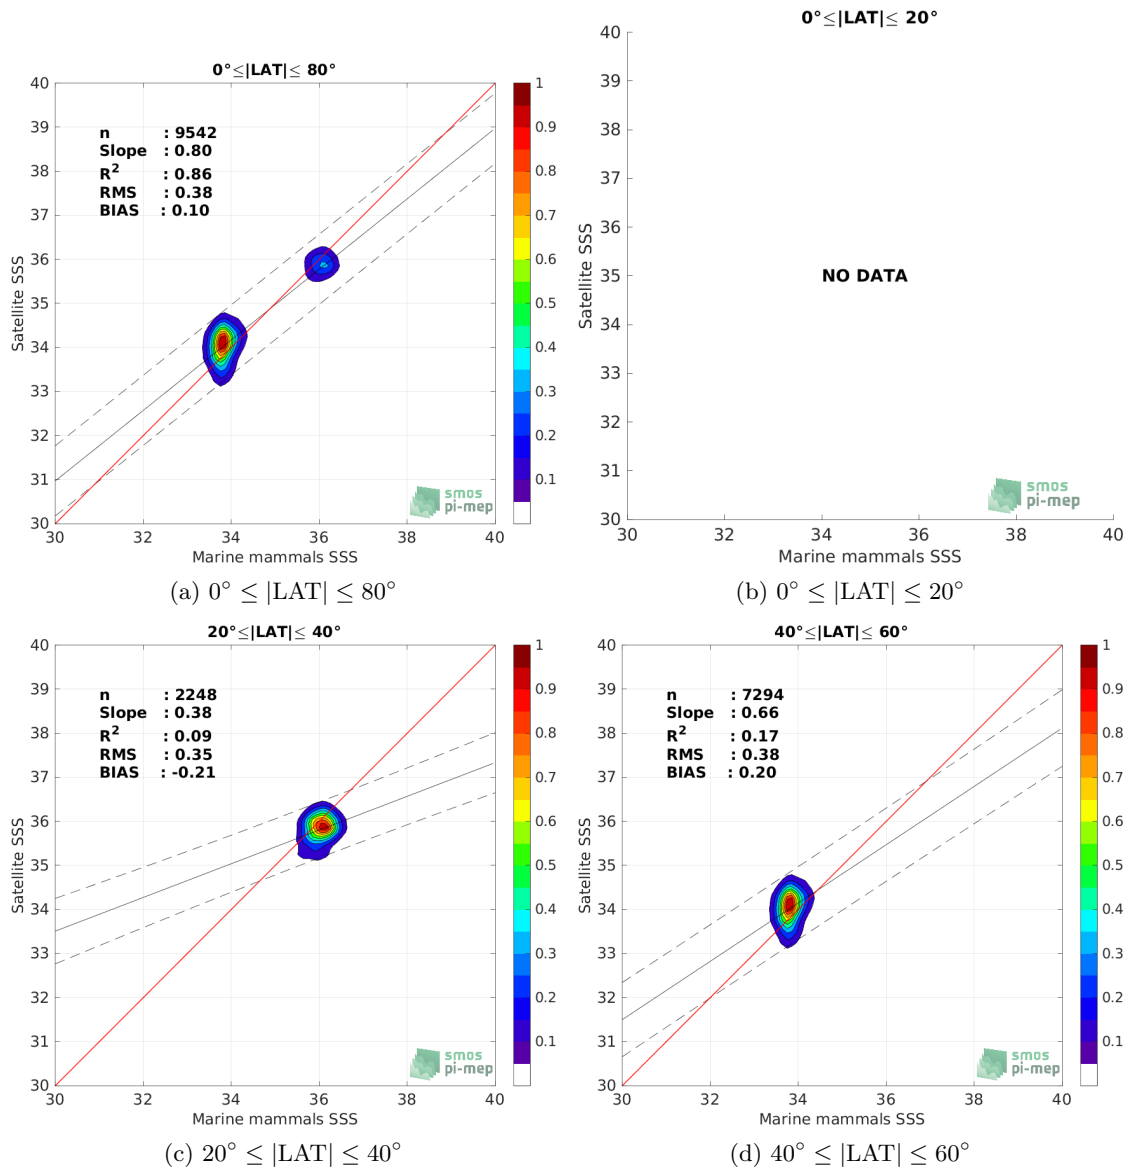 0°≤|LAT|≤ 80°
40
39
38
37
36
35
34
33
32
31
30
Satellite SSS
n : 9542
Slope : 0.80
R² : 0.86
RMS : 0.38
BIAS : 0.10
smos
pi-mep
30 32 34 36 38 40
Marine mammals SSS
1
0.9
0.8
0.7
0.6
0.5
0.4
0.3
0.2
0.1
(a) 0° ≤ |LAT| ≤ 80°
0°≤|LAT|≤ 20°
40
39
38
37
36
35
34
33
32
31
30
Satellite SSS
NO DATA
smos
pi-mep
30 32 34 36 38 40
Marine mammals SSS
(b) 0° ≤ |LAT| ≤ 20°
20°≤|LAT|≤ 40°
40
39
38
37
36
35
34
33
32
31
30
Satellite SSS
n : 2248
Slope : 0.38
R² : 0.09
RMS : 0.35
BIAS : -0.21
smos
pi-mep
30 32 34 36 38 40
Marine mammals SSS
1
0.9
0.8
0.7
0.6
0.5
0.4
0.3
0.2
0.1
(c) 20° ≤ |LAT| ≤ 40°
40°≤|LAT|≤ 60°
40
39
38
37
36
35
34
33
32
31
30
Satellite SSS
n : 7294
Slope : 0.66
R² : 0.17
RMS : 0.38
BIAS : 0.20
smos
pi-mep
30 32 34 36 38 40
Marine mammals SSS
1
0.9
0.8
0.7
0.6
0.5
0.4
0.3
0.2
0.1
(d) 40° ≤ |LAT| ≤ 60°